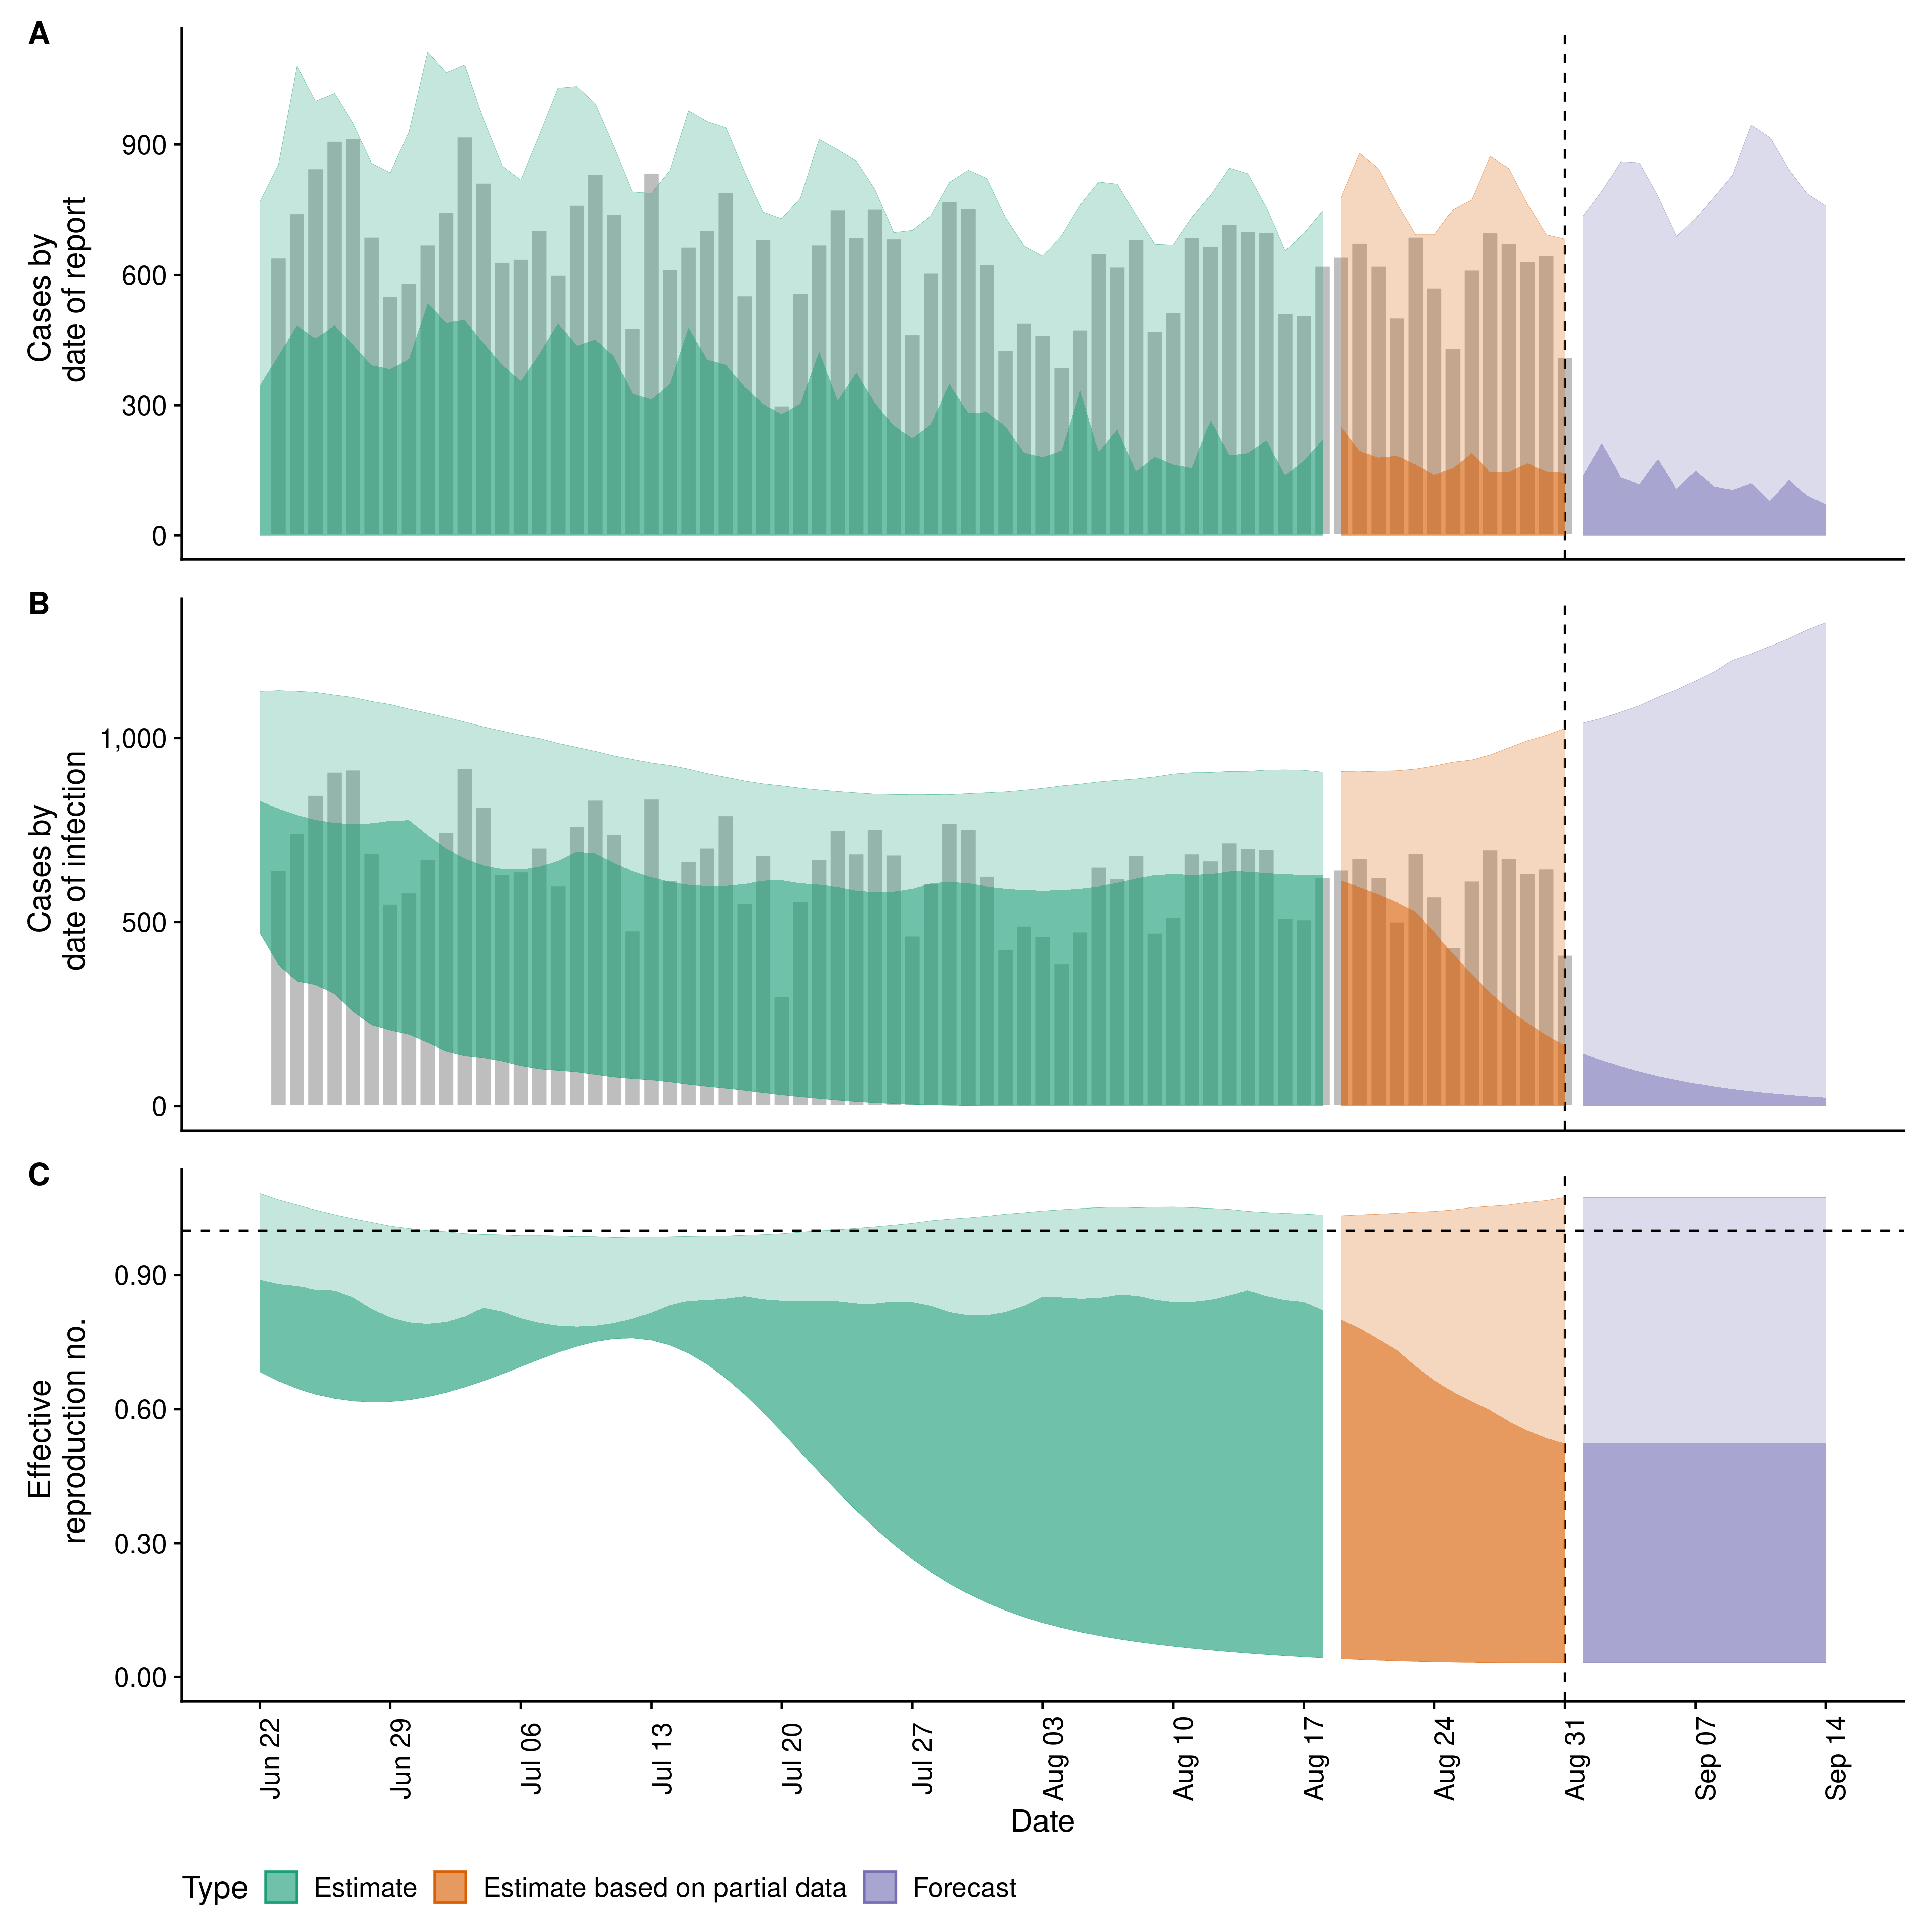 A
Cases by
date of report
900
600
300
0
B
Cases by
date of infection
1,000
500
0
C
Effective
reproduction no.
0.90
0.60
0.30
0.00
Jun 22
Jun 29
Jul 06
Jul 13
Jul 20
Jul 27
Aug 03
Aug 10
Aug 17
Aug 24
Aug 31
Sep 07
Sep 14
Date
Type Estimate Estimate based on partial data Forecast